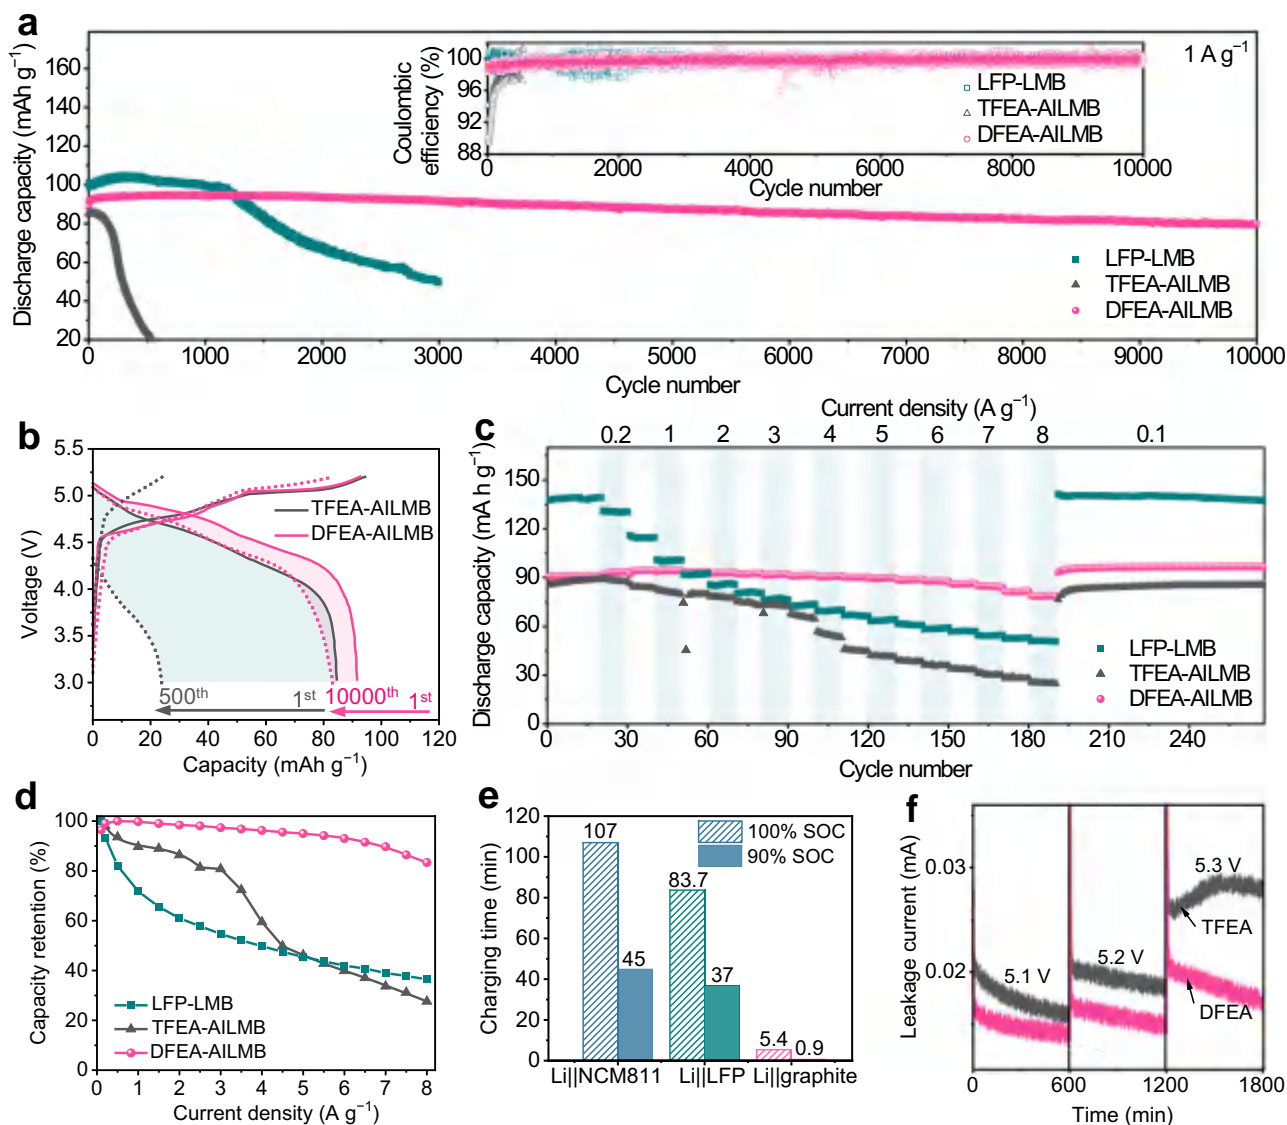 a
Discharge capacity (mAh g⁻¹)
160
140
120
100
80
60
40
20
0
1000
2000
3000
4000
5000
6000
7000
8000
9000
10000
Cycle number
Coulombic
efficiency (%)
100
96
92
88
0
2000
4000
6000
8000
10000
Cycle number
LFP-LMB
TFEA-AILMB
DFEA-AILMB
1 A g⁻¹
LFP-LMB
TFEA-AILMB
DFEA-AILMB
b
Voltage (V)
5.5
5.0
4.5
4.0
3.5
3.0
TFEA-AILMB
DFEA-AILMB
500th
1st
10000th
1st
0
20
40
60
80
100
120
Capacity (mAh g⁻¹)
c
Current density (A g⁻¹)
0.2
1
2
3
4
5
6
7
8
0.1
Discharge capacity (mA h g⁻¹)
150
120
90
60
30
0
LFP-LMB
TFEA-AILMB
DFEA-AILMB
0
30
60
90
120
150
180
210
240
Cycle number
d
Capacity retention (%)
100
80
60
40
20
0
LFP-LMB
TFEA-AILMB
DFEA-AILMB
0
1
2
3
4
5
6
7
8
Current density (A g⁻¹)
e
Charging time (min)
120
100
80
60
40
20
0
100% SOC
90% SOC
107
45
83.7
37
5.4
0.9
Li||NCM811
Li||LFP
Li||graphite
f
Leakage current (mA)
0.03
0.02
5.1 V
5.2 V
5.3 V
TFEA
DFEA
0
600
1200
1800
Time (min)